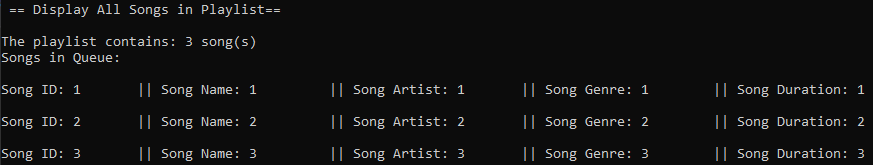 == Display All Songs in Playlist==
The playlist contains: 3 song(s)
Songs in Queue:
Song ID: 1 || Song Name: 1 || Song Artist: 1 || Song Genre: 1 || Song Duration: 1
Song ID: 2 || Song Name: 2 || Song Artist: 2 || Song Genre: 2 || Song Duration: 2
Song ID: 3 || Song Name: 3 || Song Artist: 3 || Song Genre: 3 || Song Duration: 3